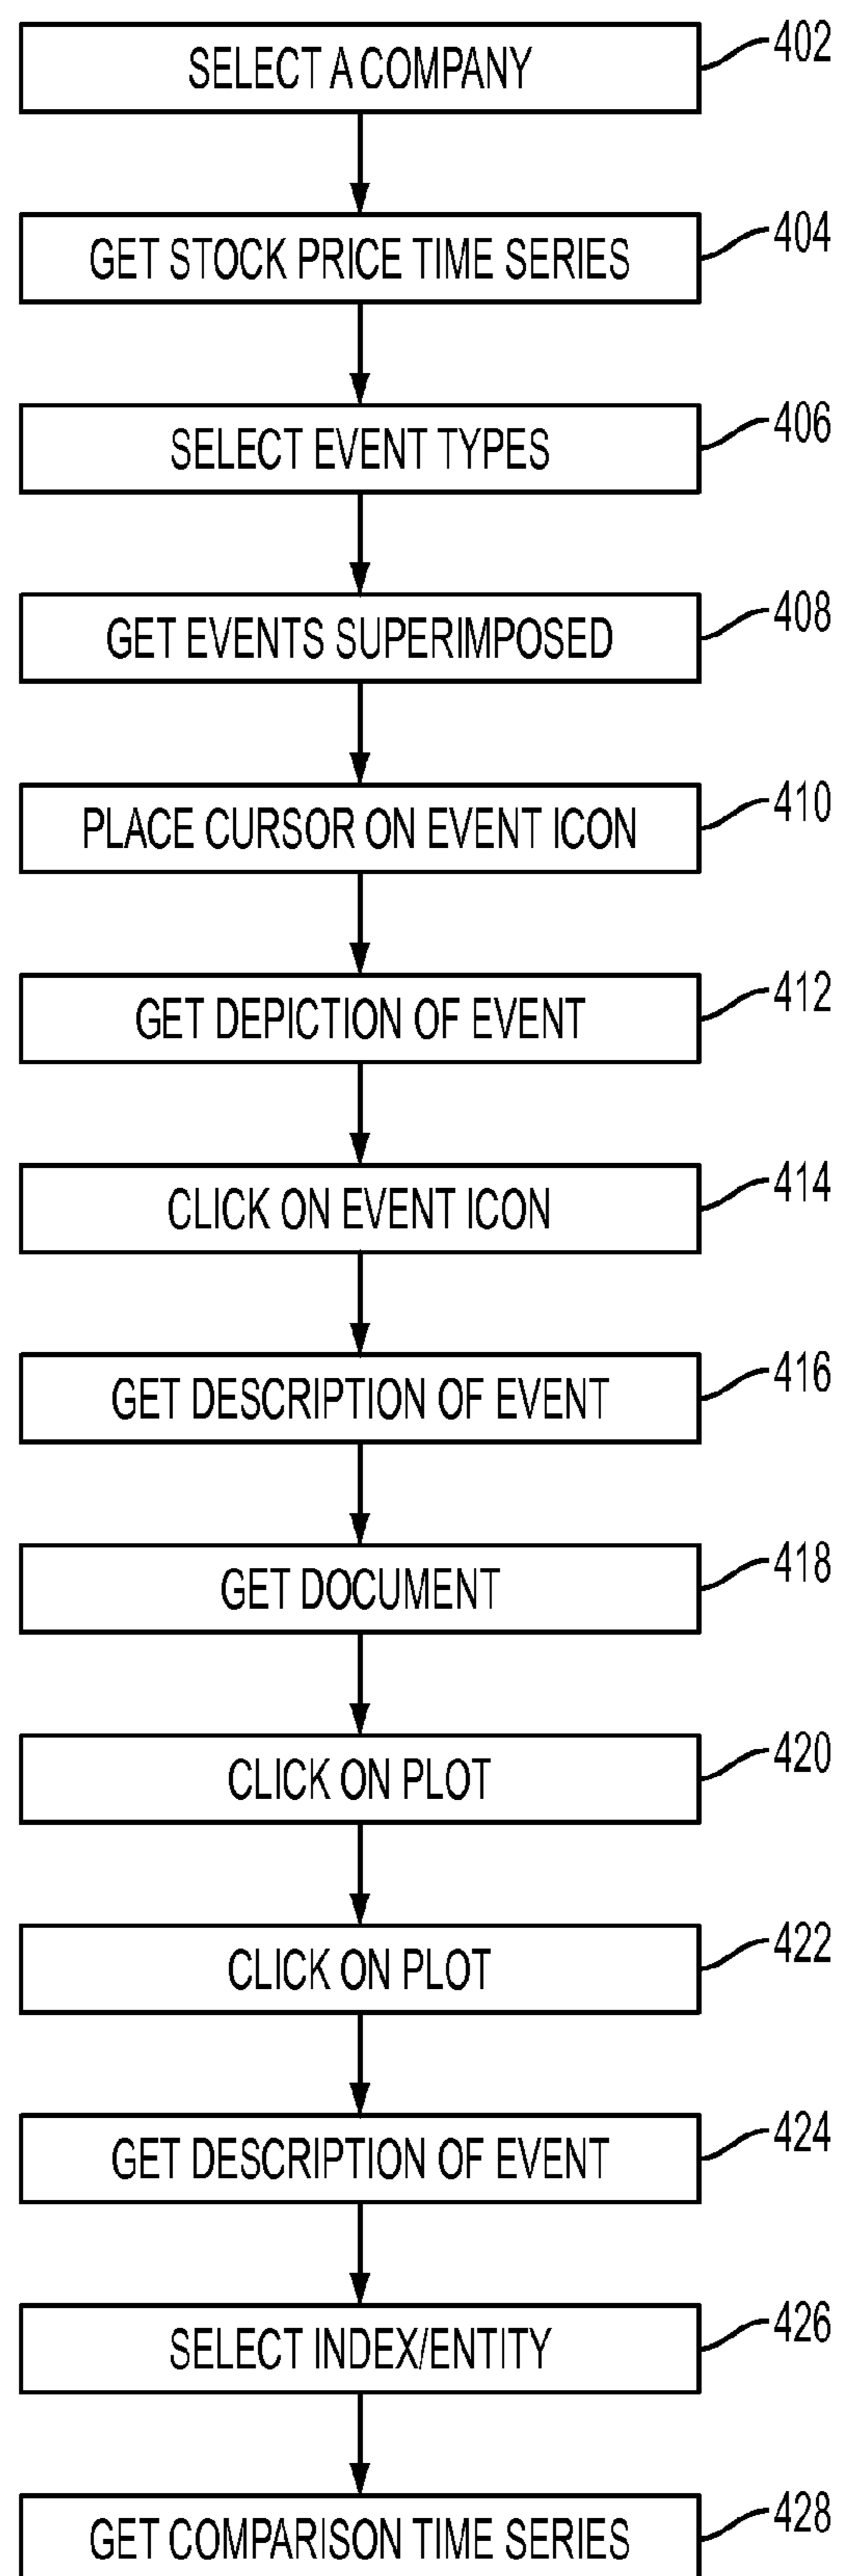 SELECT A COMPANY 402
GET STOCK PRICE TIME SERIES 404
SELECT EVENT TYPES 406
GET EVENTS SUPERIMPOSED 408
PLACE CURSOR ON EVENT ICON 410
GET DEPICTION OF EVENT 412
CLICK ON EVENT ICON 414
GET DESCRIPTION OF EVENT 416
GET DOCUMENT 418
CLICK ON PLOT 420
CLICK ON PLOT 422
GET DESCRIPTION OF EVENT 424
SELECT INDEX/ENTITY 426
GET COMPARISON TIME SERIES 428